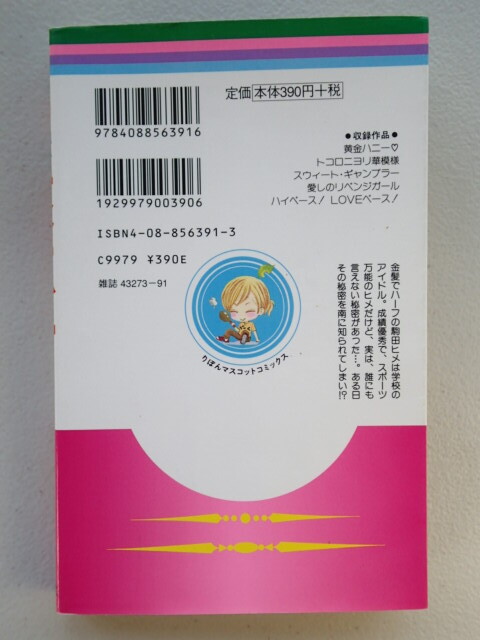 定価 本体390円+税
9784088563916
1929979003906
ISBN4-08-856391-3
C9979 ¥390E
雑誌 43273-91
●収録作品●
黄金ハニー♡
トコロニヨリ華模様
スウィート・ギャンブラー
愛しのリベンジガール
ハイペース! LOVEベース!
金髪でハーフの駒田ヒメは学校の
アイドル。成績優秀で、スポーツ
万能のヒメだけど、実は、誰にも
言えない秘密があった…。ある日
その秘密を南に知られてしまい!?
りぼんマスコットコミックス